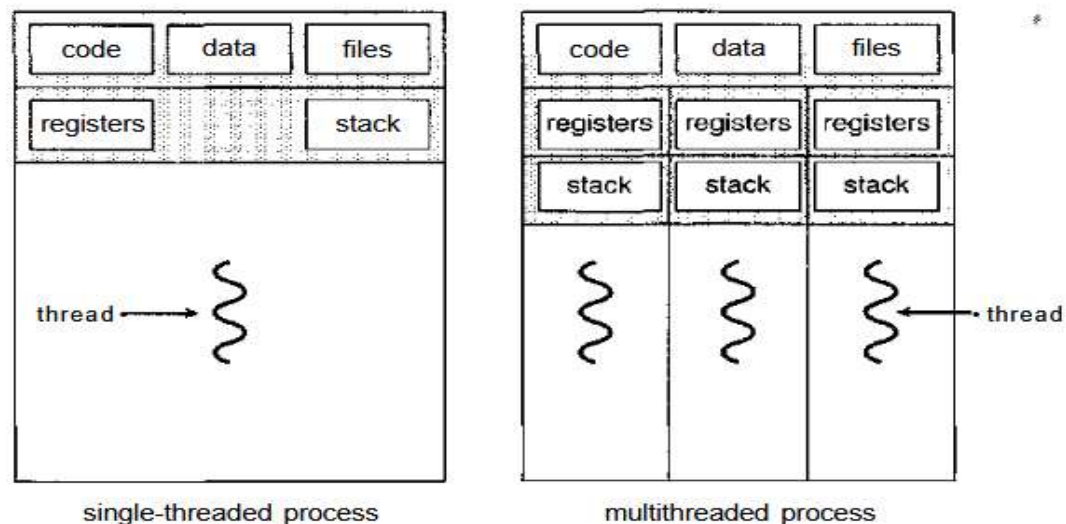 code data files code data files
registers stack registers registers registers
stack stack stack
thread thread
single-threaded process multithreaded process